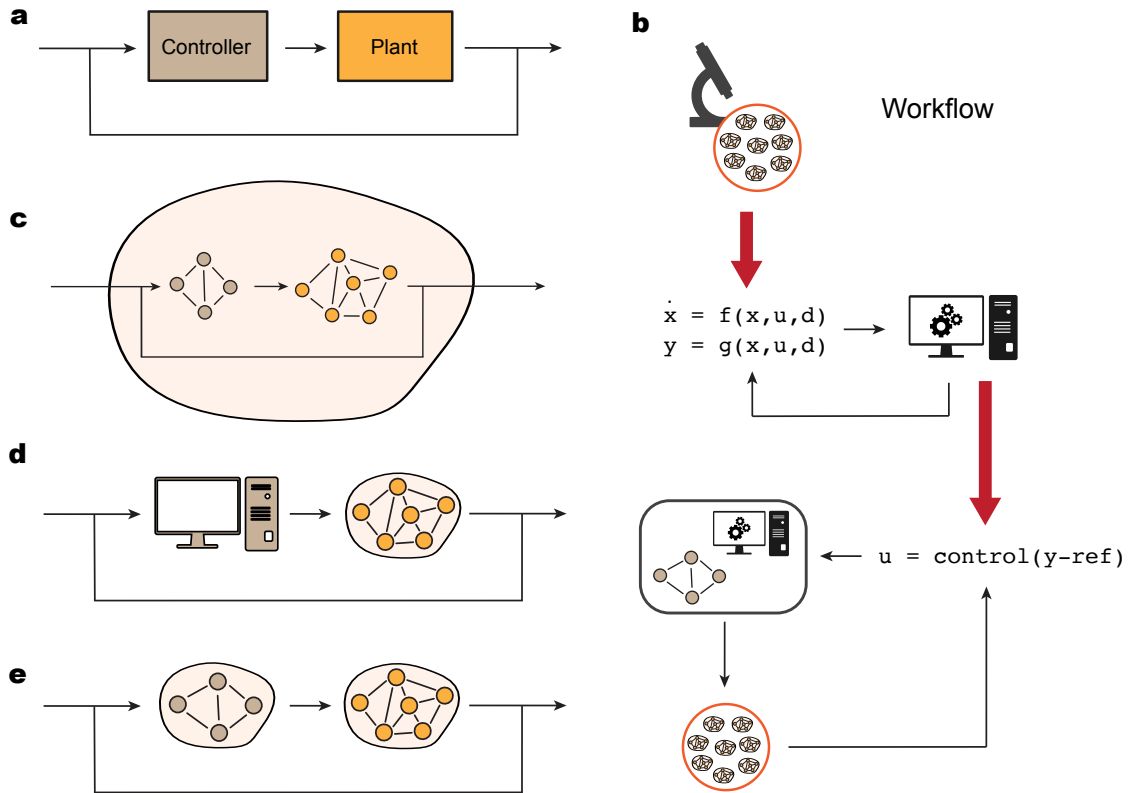 a
Controller
Plant
b
Workflow
c
ẋ = f(x,u,d)
y = g(x,u,d)
d
u = control(y-ref)
e